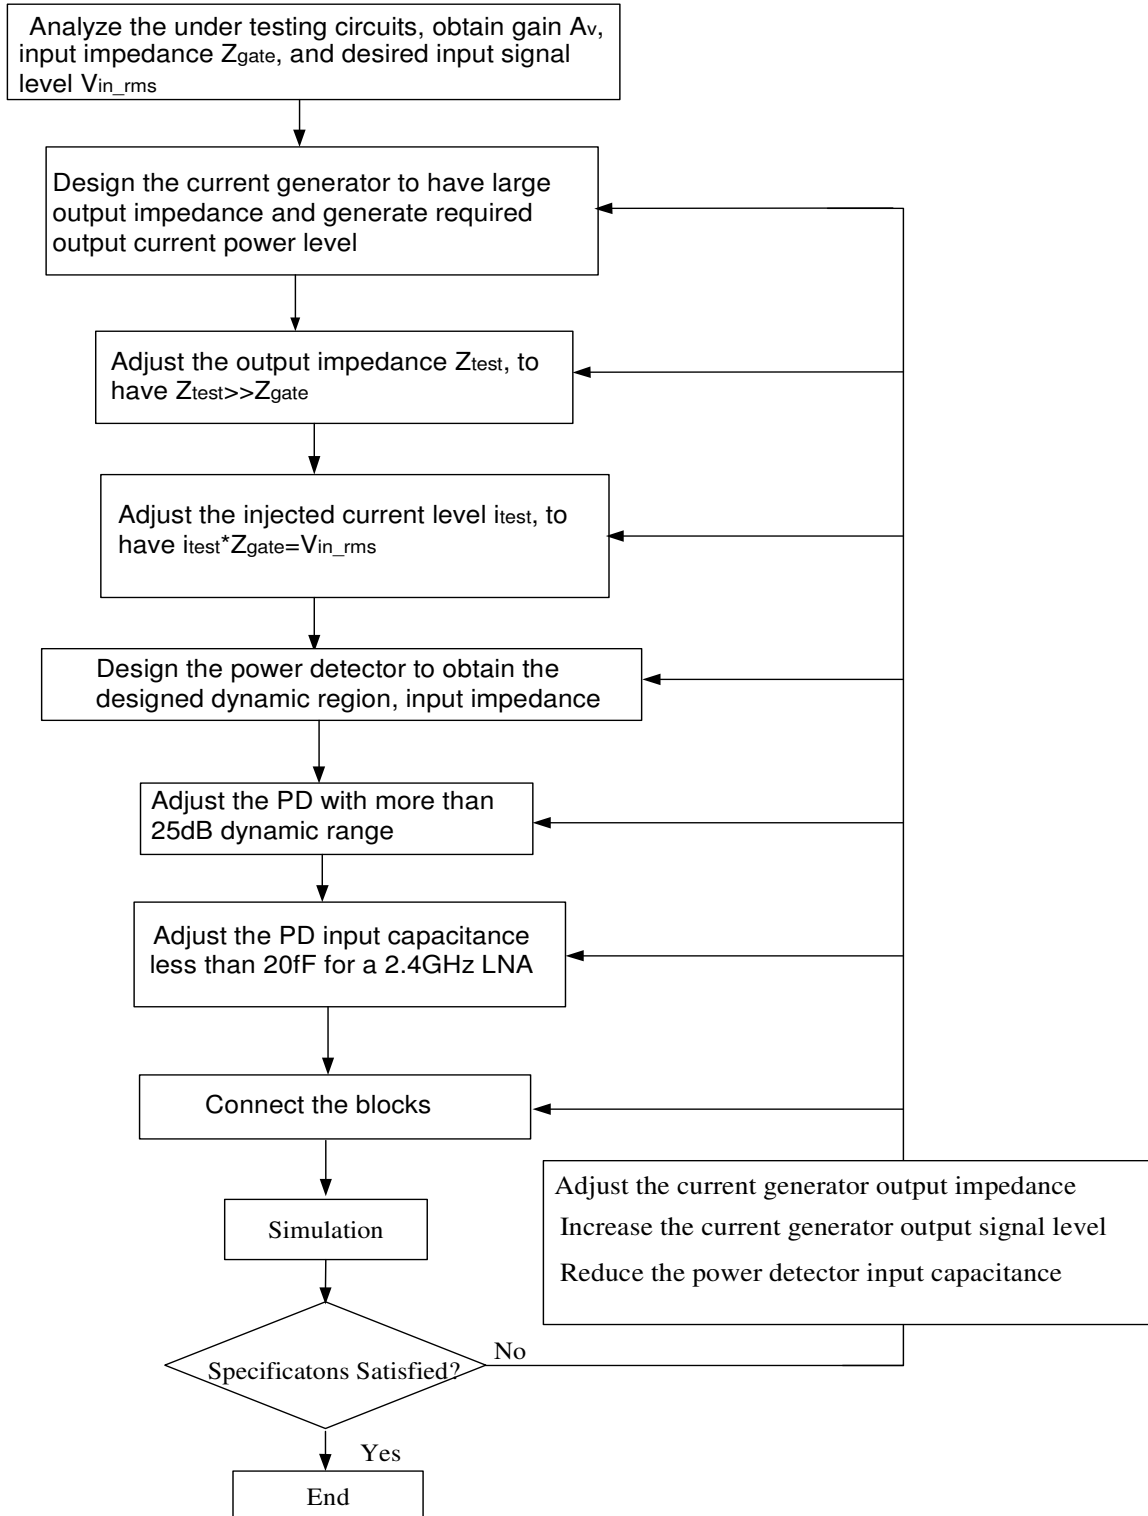 Analyze the under testing circuits, obtain gain Av,
input impedance Zgate, and desired input signal
level Vin_rms
Design the current generator to have large
output impedance and generate required
output current power level
Adjust the output impedance Ztest, to
have Ztest>>Zgate
Adjust the injected current level itest, to
have itest*Zgate=Vin_rms
Design the power detector to obtain the
designed dynamic region, input impedance
Adjust the PD with more than
25dB dynamic range
Adjust the PD input capacitance
less than 20fF for a 2.4GHz LNA
Connect the blocks
Adjust the current generator output impedance
Increase the current generator output signal level
Reduce the power detector input capacitance
Simulation
Specificatons Satisfied?
No
Yes
End